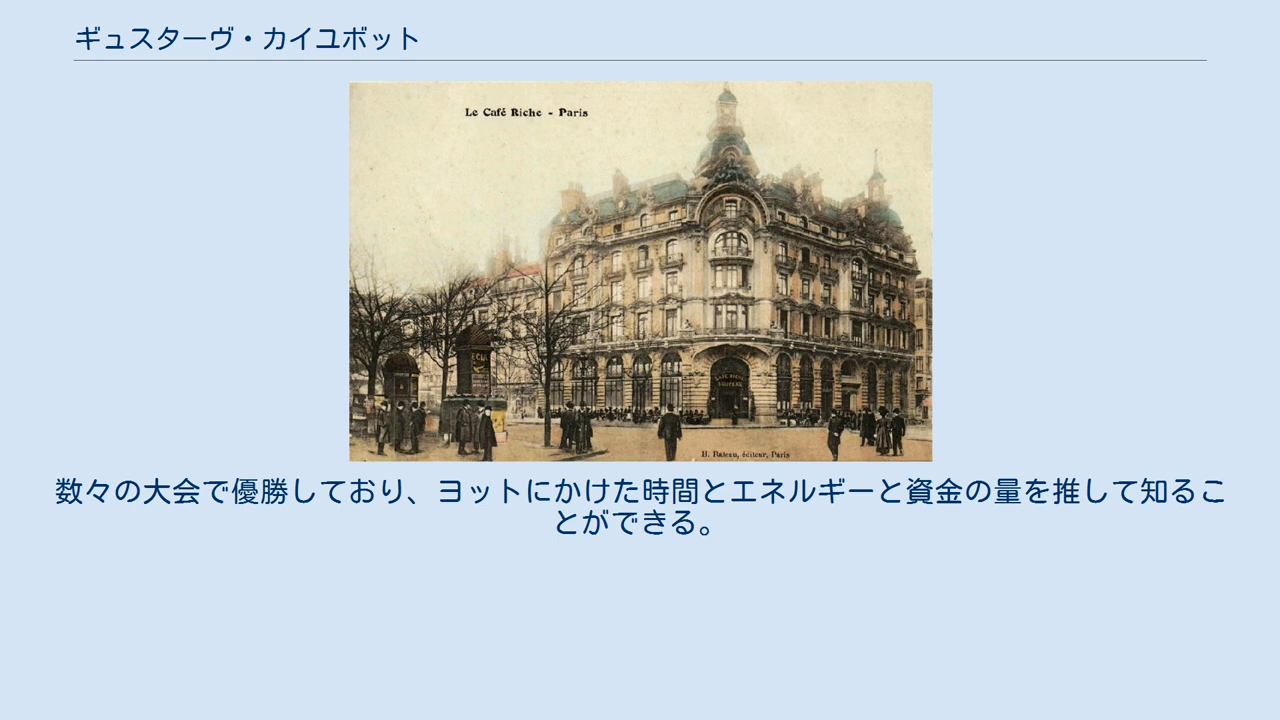 ギュスターヴ・カイユボット
Le Café Riche - Paris
CAFÉ RICHE
H. Rateau, éditeur, Paris
数々の大会で優勝しており、ヨットにかけた時間とエネルギーと資金の量を推して知るこ
とができる。